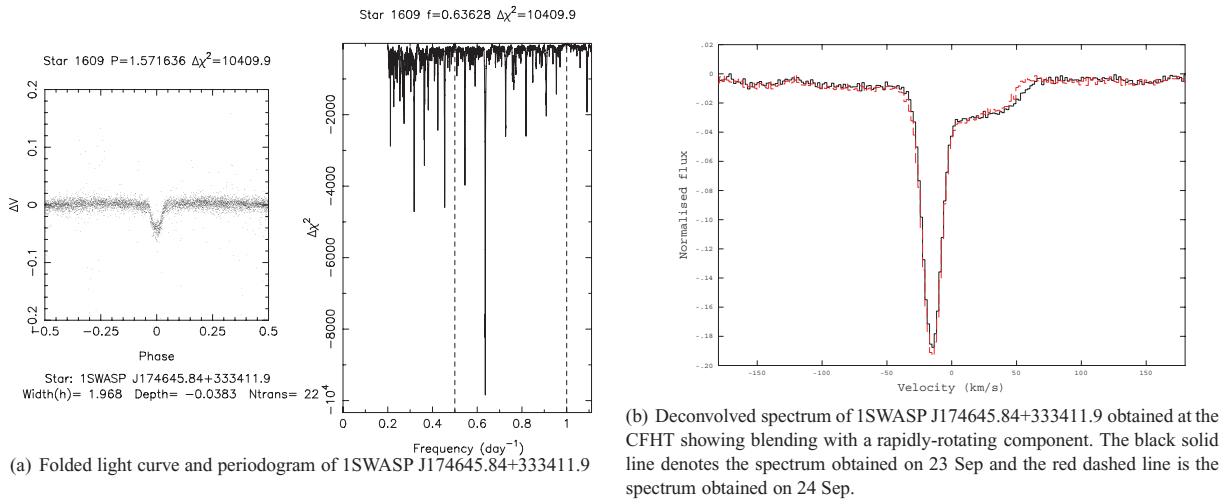 Star 1609 f=0.63628 Δχ²=10409.9
Star 1609 P=1.571636 Δχ²=10409.9
0.2
0.1
0
-0.1
-0.2
ΔV
-0.5
-0.25
0
0.25
0.5
Phase
Star: 1SWASP J174645.84+333411.9
Width(h)= 1.968 Depth= -0.0383 Ntrans= 22
-2000
-4000
-6000
-8000
-10⁴
Δχ²
0
0.2
0.4
0.6
0.8
1
Frequency (day⁻¹)
(a) Folded light curve and periodogram of 1SWASP J174645.84+333411.9
.02
0
-.02
-.04
-.06
-.08
-.10
-.12
-.14
-.16
-.18
-.20
Normalised flux
-150
-100
-50
0
50
100
150
Velocity (km/s)
(b) Deconvolved spectrum of 1SWASP J174645.84+333411.9 obtained at the
CFHT showing blending with a rapidly-rotating component. The black solid
line denotes the spectrum obtained on 23 Sep and the red dashed line is the
spectrum obtained on 24 Sep.